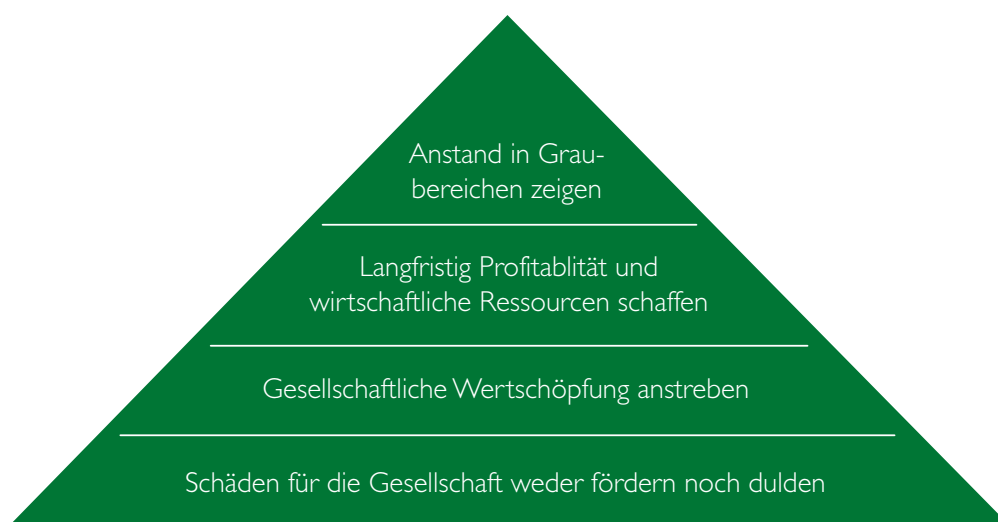 Anstand in Grau-
bereichen zeigen
Langfristig Profitablität und
wirtschaftliche Ressourcen schaffen
Gesellschaftliche Wertschöpfung anstreben
Schäden für die Gesellschaft weder fördern noch dulden